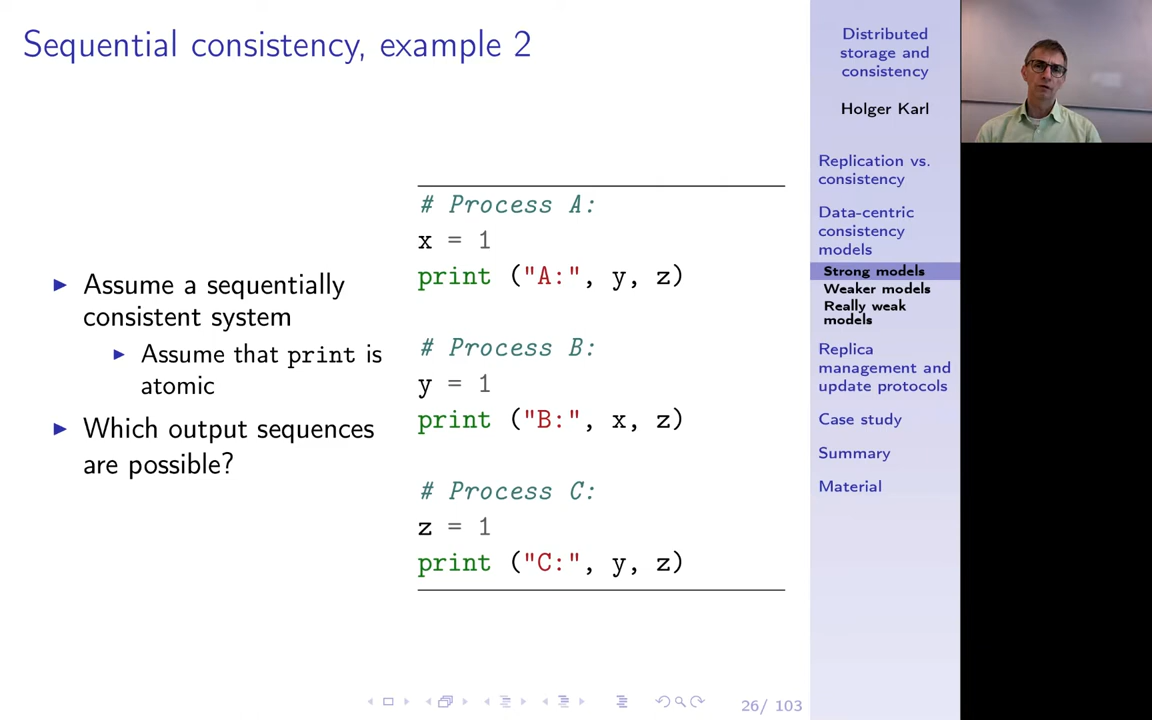 Sequential consistency, example 2
▶ Assume a sequentially
consistent system
▶ Assume that print is
atomic
▶ Which output sequences
are possible?
# Process A:
x = 1
print ("A:", y, z)
# Process B:
y = 1
print ("B:", x, z)
# Process C:
z = 1
print ("C:", y, z)
Distributed
storage and
consistency
Holger Karl
Replication vs.
consistency
Data-centric
consistency
models
Strong models
Weaker models
Really weak
models
Replica
management and
update protocols
Case study
Summary
Material
26/ 103